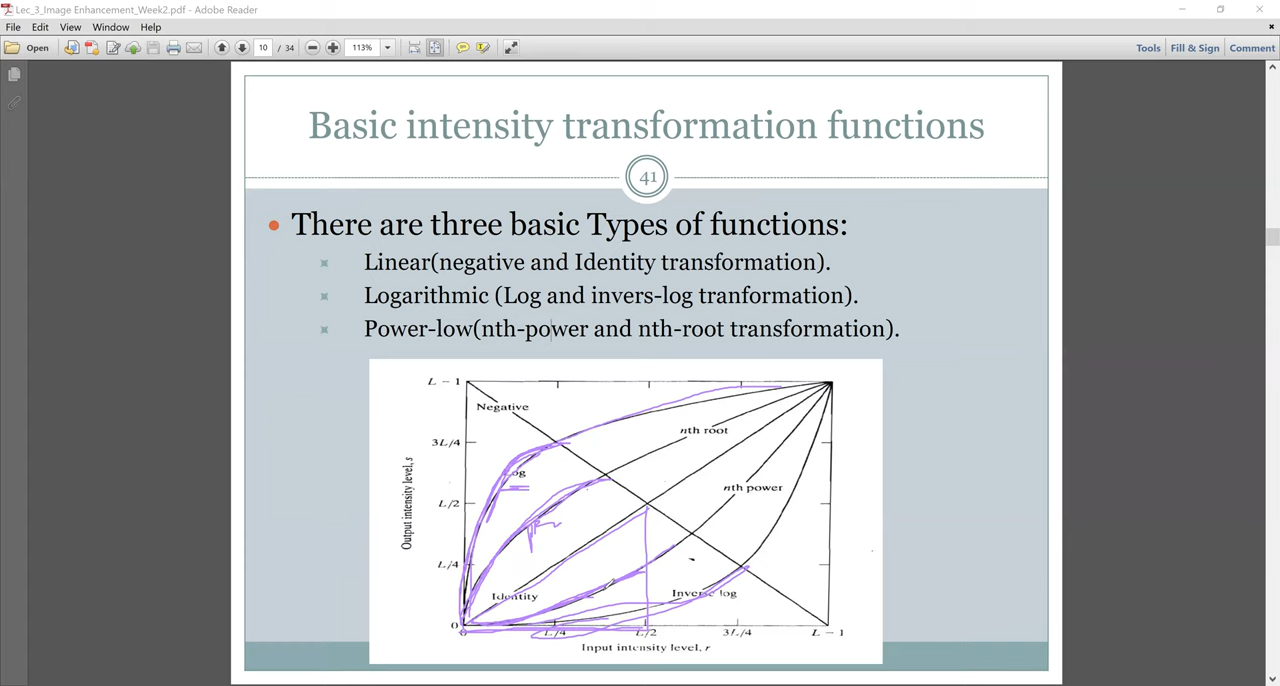 Lec_3_Image Enhancement_Week2.pdf - Adobe Reader
File Edit View Window Help
Open 10 / 34 113% Tools Fill & Sign Comment
Basic intensity transformation functions
41
There are three basic Types of functions:
Linear(negative and Identity transformation).
Logarithmic (Log and invers-log tranformation).
Power-low(nth-power and nth-root transformation).
L − 1
Negative
nth root
3L/4
Log
nth power
L/2
Output intensity level, s
L/4
Identity
Inverse log
0
0 L/4 L/2 3L/4 L − 1
Input intensity level, r